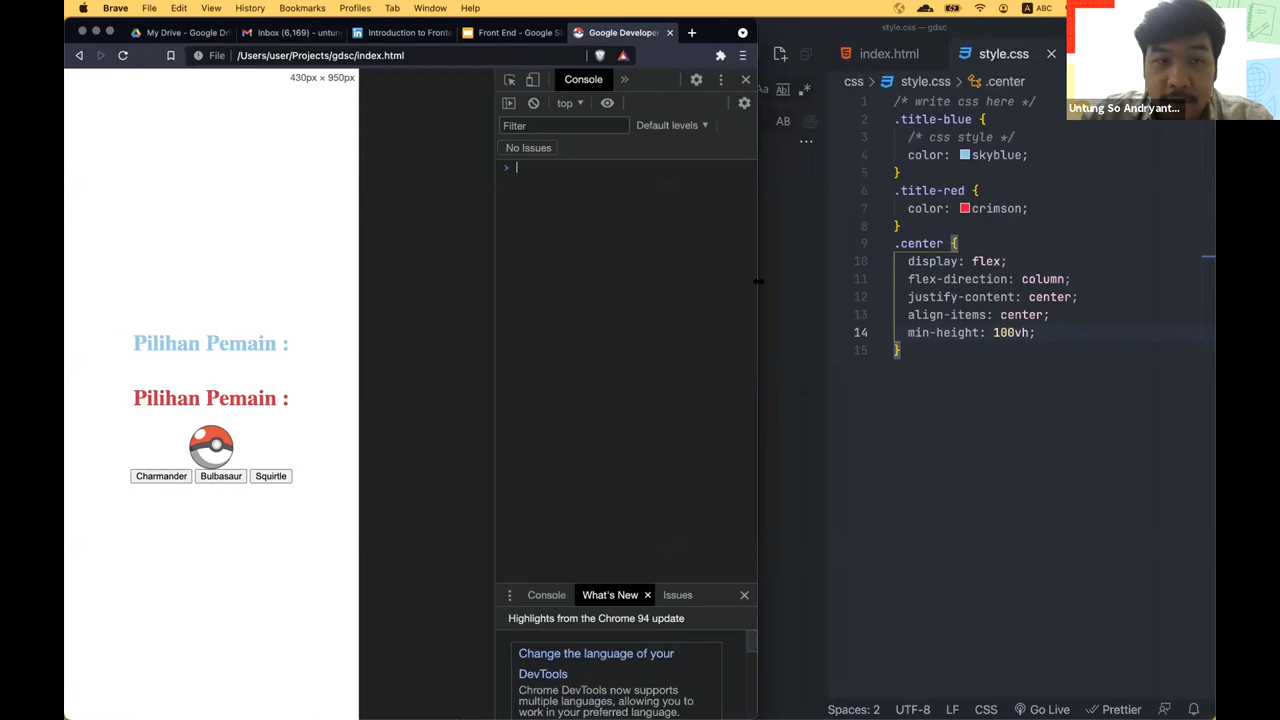 Brave File Edit View History Bookmarks Profiles Tab Window Help
ABC
My Drive - Google Dri
Inbox (6,169) - untung
Introduction to Fronte
Front End - Google Sli
Google Developer
File /Users/user/Projects/gdsc/index.html
430px × 950px
Console
top
Filter
Default levels
No Issues
Pilihan Pemain :
Pilihan Pemain :
Charmander Bulbasaur Squirtle
Console What's New Issues
Highlights from the Chrome 94 update
Change the language of your
DevTools
Chrome DevTools now supports
multiple languages, allowing you to
work in your preferred language.
style.css - gdsc
index.html
style.css
Aa Ab
AB
css style.css .center
1 /* write css here */
2 .title-blue {
3 /* css style */
4 color: skyblue;
5 }
6 .title-red {
7 color: crimson;
8 }
9 .center {
10 display: flex;
11 flex-direction: column;
12 justify-content: center;
13 align-items: center;
14 min-height: 100vh;
15 }
Spaces: 2 UTF-8 LF CSS Go Live Prettier
Untung So Andryant...